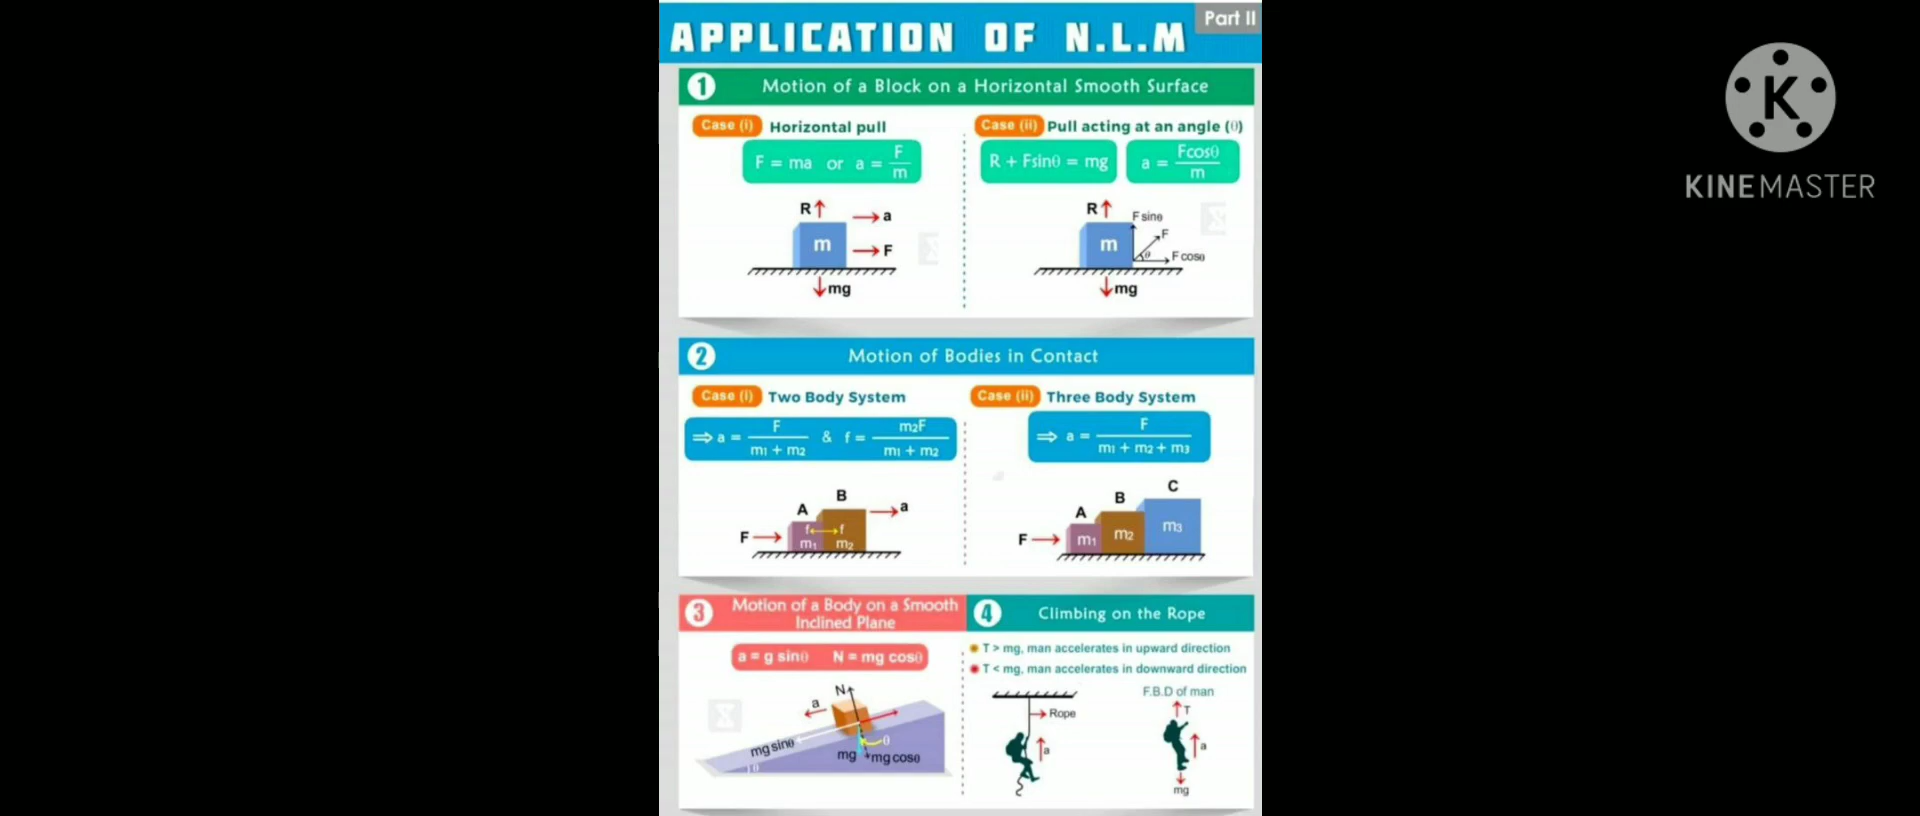 Part II
APPLICATION OF N.L.M
1 Motion of a Block on a Horizontal Smooth Surface
Case (i) Horizontal pull
F = ma or a = F/m
R
a
m
F
mg
Case (ii) Pull acting at an angle (θ)
R + Fsinθ = mg
a = Fcosθ/m
R
F sinθ
F
m
θ
F cosθ
mg
2 Motion of Bodies in Contact
Case (i) Two Body System
⇒ a = F/m1 + m2 & f = m2F/m1 + m2
B
A
a
f f
F
m1 m2
Case (ii) Three Body System
⇒ a = F/m1 + m2 + m3
C
B
A
m3
m2
F
m1
3 Motion of a Body on a Smooth
Inclined Plane
a = g sinθ N = mg cosθ
N
a
mg sinθ
θ
mg
mg cosθ
θ
4 Climbing on the Rope
T > mg, man accelerates in upward direction
T < mg, man accelerates in downward direction
F.B.D of man
Rope
T
a
a
mg
K
KINEMASTER